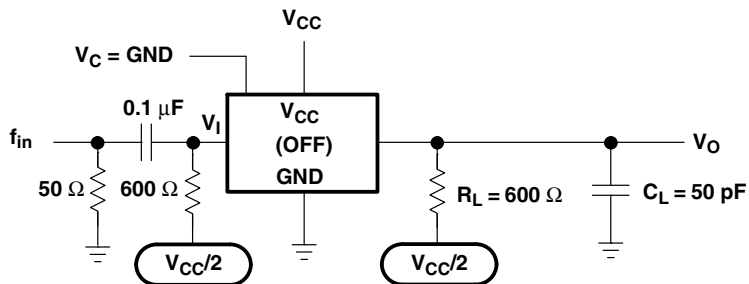 V_CC
V_C = GND
0.1 μF
f_in
V_I
V_CC
(OFF)
GND
V_O
50 Ω
600 Ω
R_L = 600 Ω
C_L = 50 pF
V_CC/2
V_CC/2